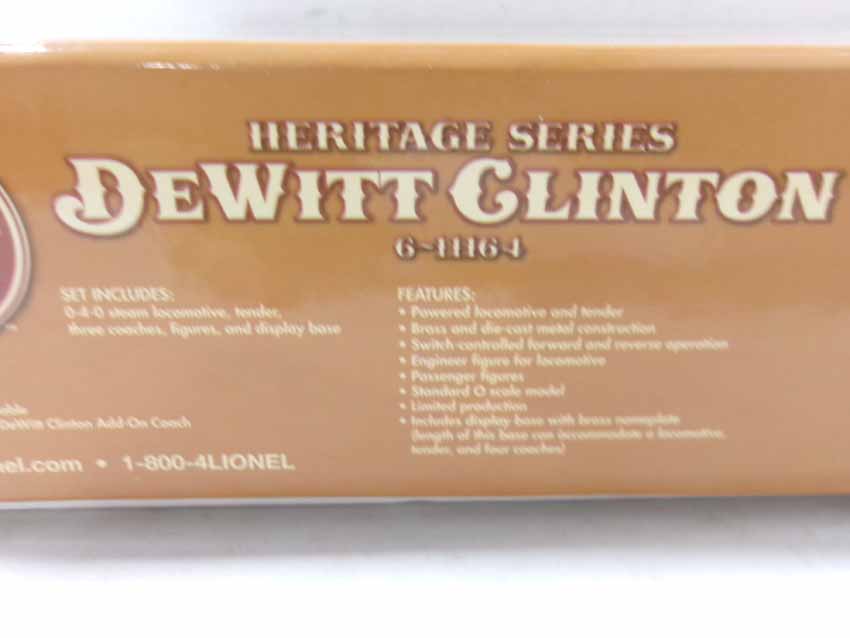 HERITAGE SERIES
DEWITT CLINTON
6-11164
SET INCLUDES:
0-4-0 steam locomotive, tender,
three coaches, figures, and display base
FEATURES:
• Powered locomotive and tender
• Brass and die-cast metal construction
• Switch-controlled forward and reverse operation
• Engineer figure for locomotive
• Passenger figures
• Standard O scale model
• Limited production
• Includes display base with brass nameplate
(length of this base can accommodate a locomotive,
tender, and four coaches)
DeWitt Clinton Add-On Coach
nel.com • 1-800-4LIONEL